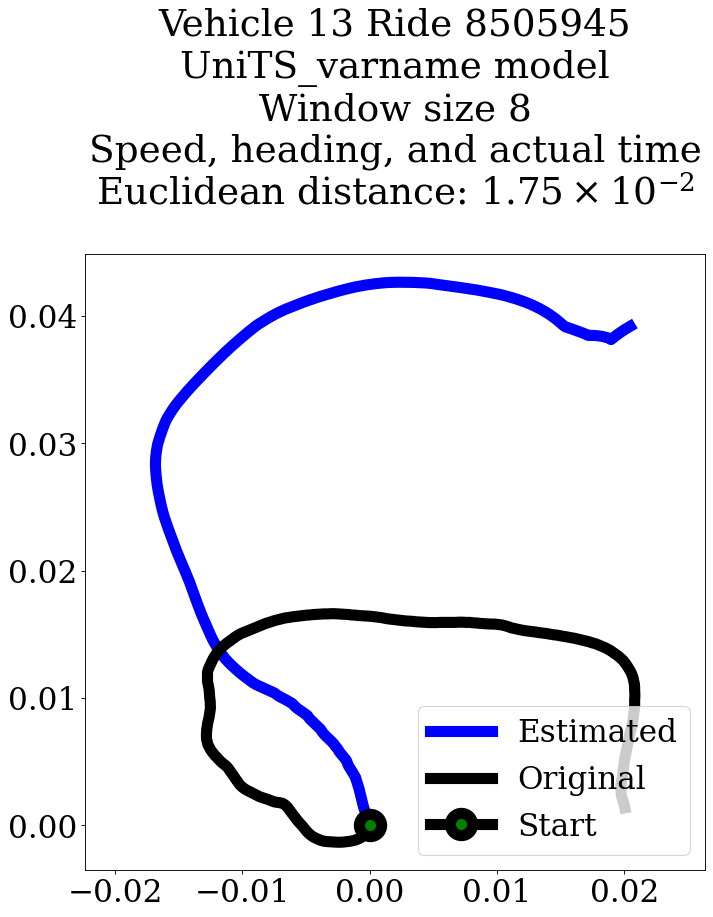 Vehicle 13 Ride 8505945
UniTS_varname model
Window size 8
Speed, heading, and actual time
Euclidean distance: 1.75 × 10⁻²
0.04
0.03
0.02
0.01
0.00
Estimated
Original
Start
−0.02 −0.01 0.00 0.01 0.02